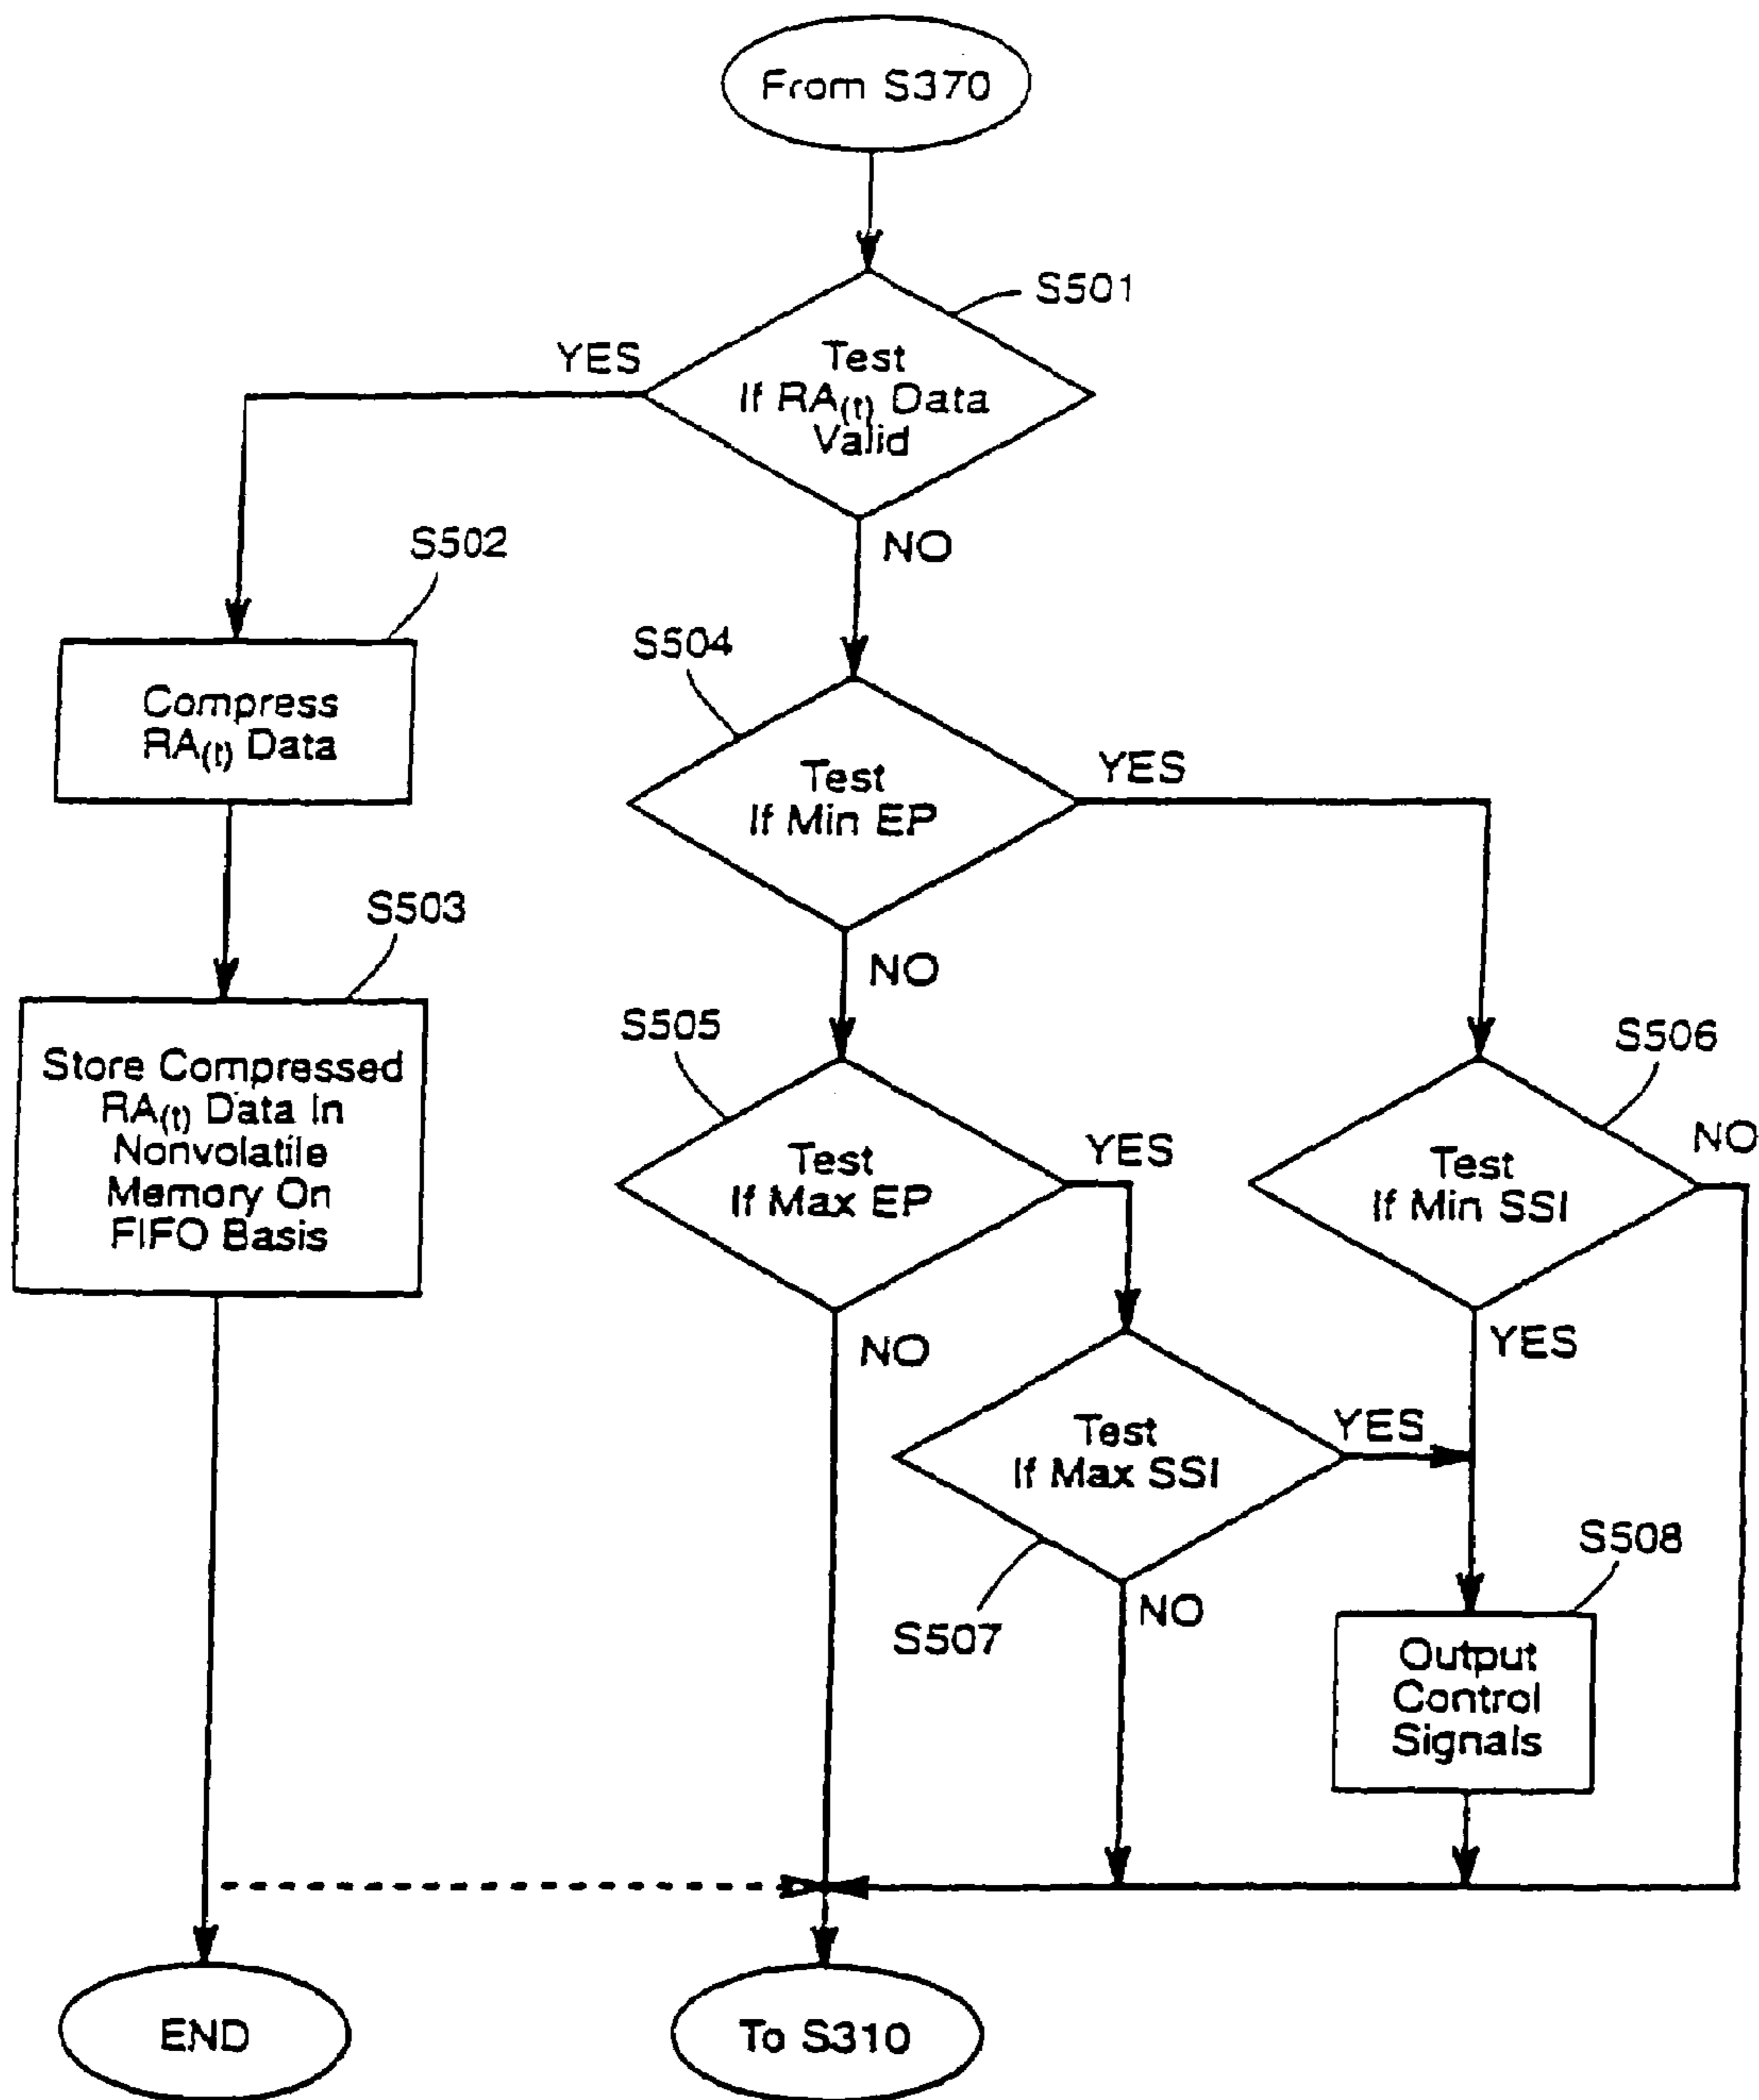 From S370
S501
Test
If RA(t) Data
Valid
YES
NO
S502
Compress
RA(t) Data
S504
Test
If Min EP
YES
NO
S503
Store Compressed
RA(t) Data In
Nonvolatile
Memory On
FIFO Basis
S505
Test
If Max EP
YES
NO
S506
Test
If Min SSI
NO
YES
Test
If Max SSI
YES
S507
NO
S508
Output
Control
Signals
END
To S310